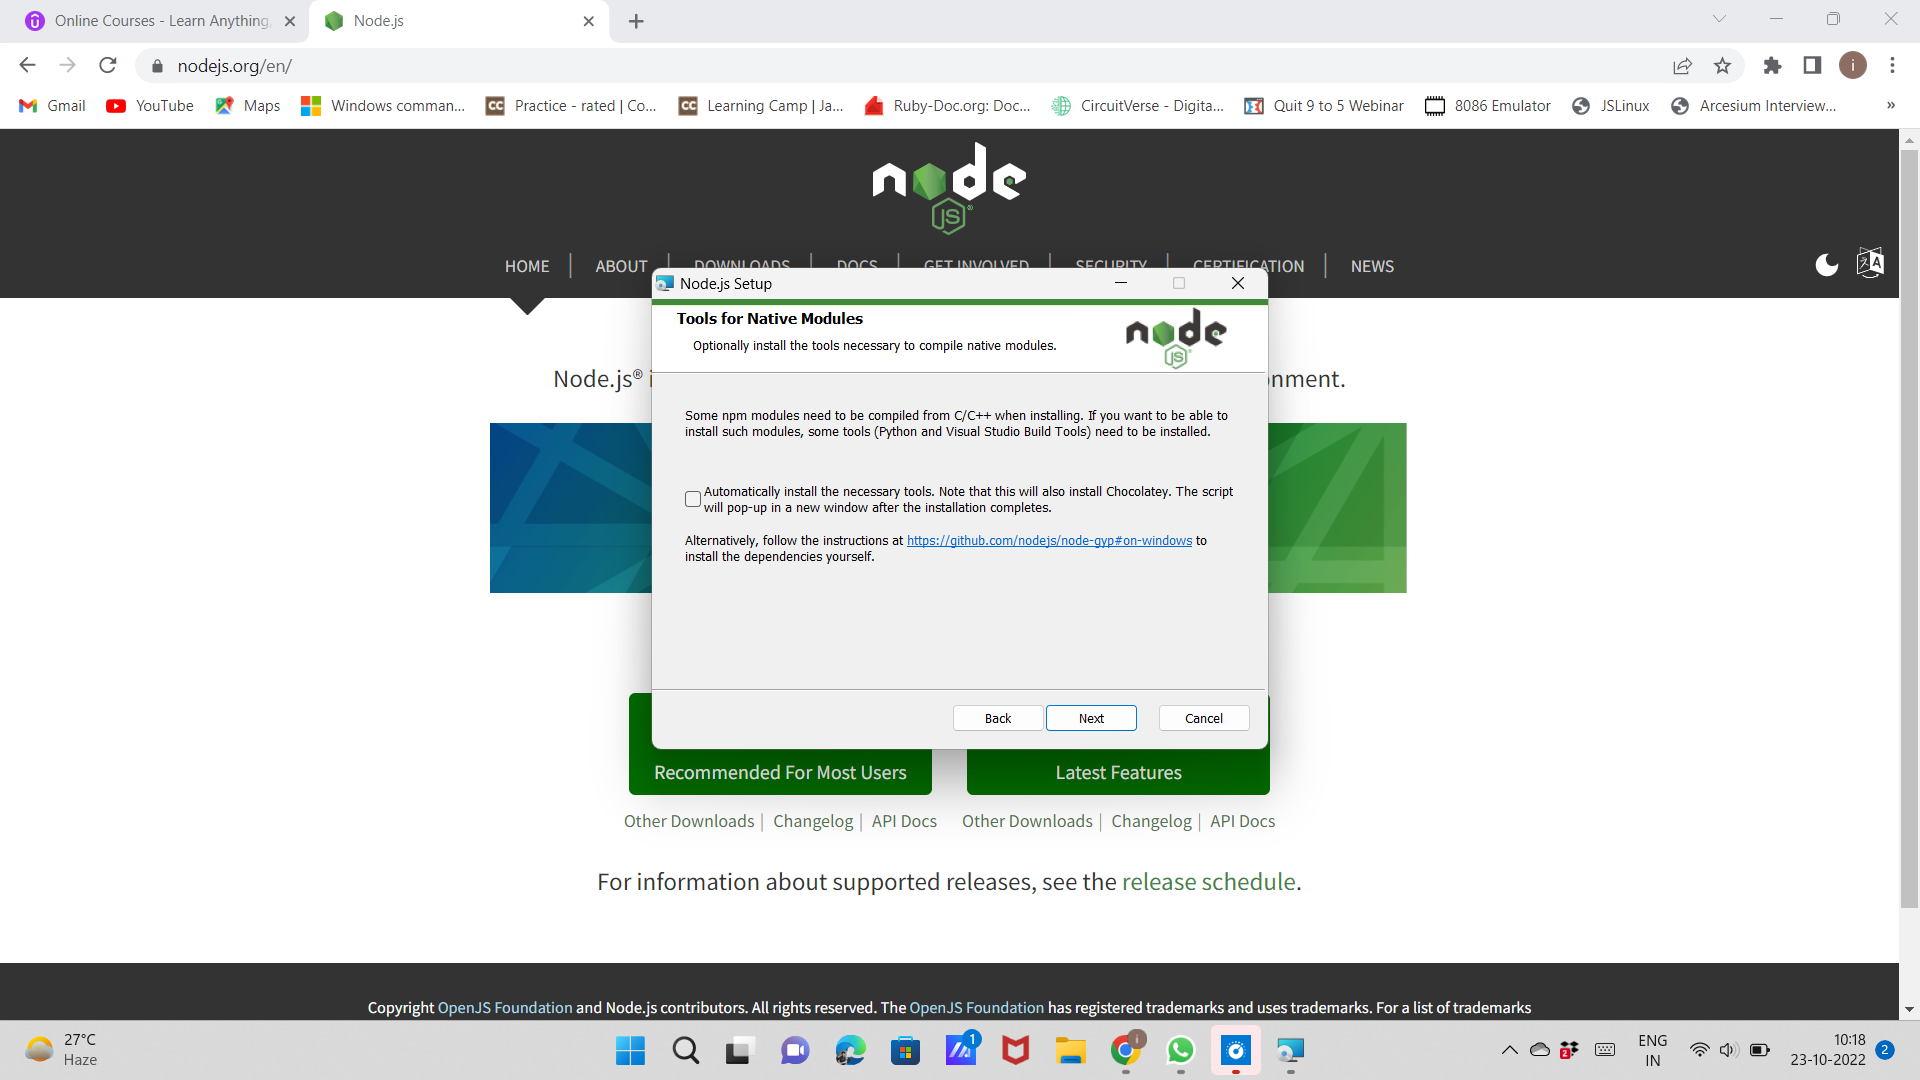 Online Courses - Learn Anything,
Node.js
nodejs.org/en/
i
Gmail
YouTube
Maps
Windows comman...
CC
Practice - rated | Co...
CC
Learning Camp | Ja...
Ruby-Doc.org: Doc...
CircuitVerse - Digita...
Quit 9 to 5 Webinar
8086 Emulator
JSLinux
Arcesium Interview...
»
node
JS
HOME
ABOUT
DOWNLOADS
DOCS
GET INVOLVED
SECURITY
CERTIFICATION
NEWS
Node.js Setup
Tools for Native Modules
Optionally install the tools necessary to compile native modules.
node
JS
Node.js® i
onment.
Some npm modules need to be compiled from C/C++ when installing. If you want to be able to
install such modules, some tools (Python and Visual Studio Build Tools) need to be installed.
Automatically install the necessary tools. Note that this will also install Chocolatey. The script
will pop-up in a new window after the installation completes.
Alternatively, follow the instructions at https://github.com/nodejs/node-gyp#on-windows to
install the dependencies yourself.
Back
Next
Cancel
Recommended For Most Users
Latest Features
Other Downloads | Changelog | API Docs
Other Downloads | Changelog | API Docs
For information about supported releases, see the release schedule.
Copyright OpenJS Foundation and Node.js contributors. All rights reserved. The OpenJS Foundation has registered trademarks and uses trademarks. For a list of trademarks
27°C
Haze
1
i
2
ENG
IN
10:18
23-10-2022
2